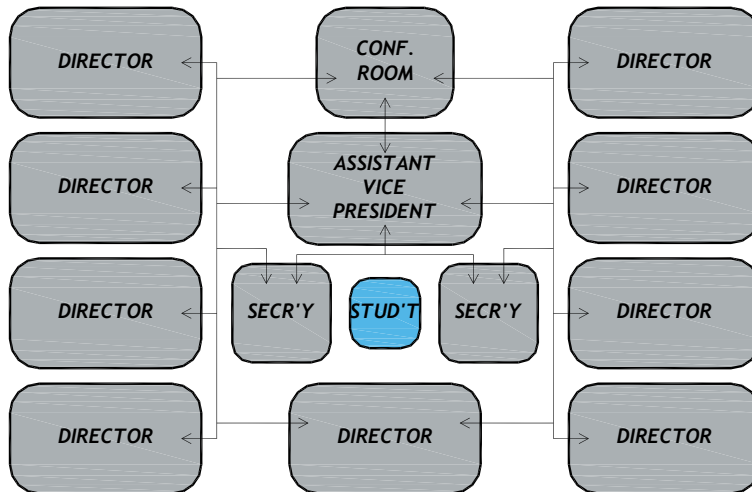 DIRECTOR
CONF.
ROOM
DIRECTOR
DIRECTOR
ASSISTANT
VICE
PRESIDENT
DIRECTOR
DIRECTOR
SECR'Y
STUD'T
SECR'Y
DIRECTOR
DIRECTOR
DIRECTOR
DIRECTOR